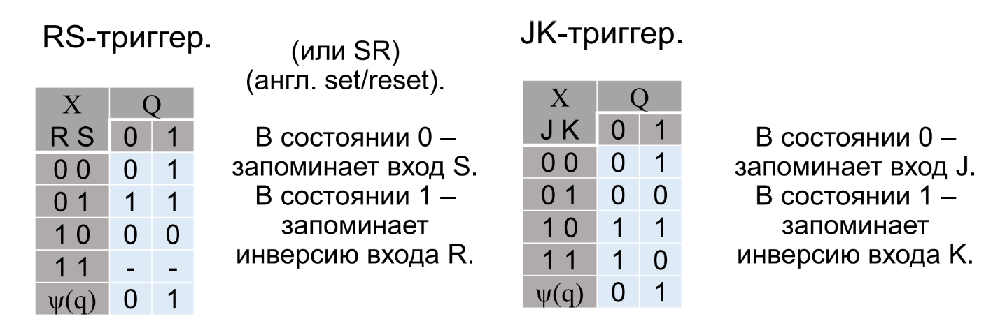 RS-триггер.
(или SR)
(англ. set/reset).
X Q
R S 0 1
0 0 0 1
0 1 1 1
1 0 0 0
1 1 - -
ψ(q) 0 1
В состоянии 0 –
запоминает вход S.
В состоянии 1 –
запоминает
инверсию входа R.
JK-триггер.
X Q
J K 0 1
0 0 0 1
0 1 0 0
1 0 1 1
1 1 1 0
ψ(q) 0 1
В состоянии 0 –
запоминает вход J.
В состоянии 1 –
запоминает
инверсию входа K.